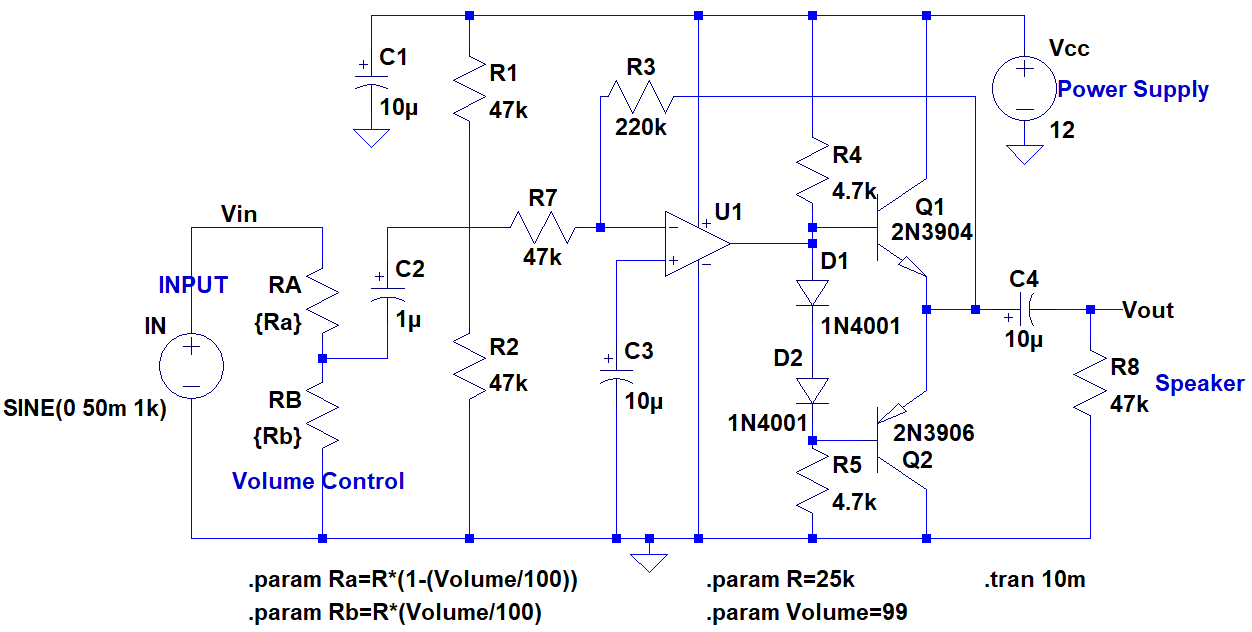 C1
10µ
R1
47k
R3
220k
Vcc
Power Supply
12
R4
4.7k
Vin
R7
47k
U1
Q1
2N3904
INPUT
RA
{Ra}
C2
1µ
D1
1N4001
C4
10µ
Vout
IN
SINE(0 50m 1k)
RB
{Rb}
Volume Control
R2
47k
C3
10µ
D2
1N4001
2N3906
Q2
R5
4.7k
R8
47k
Speaker
.param Ra=R*(1-(Volume/100))
.param Rb=R*(Volume/100)
.param R=25k
.param Volume=99
.tran 10m